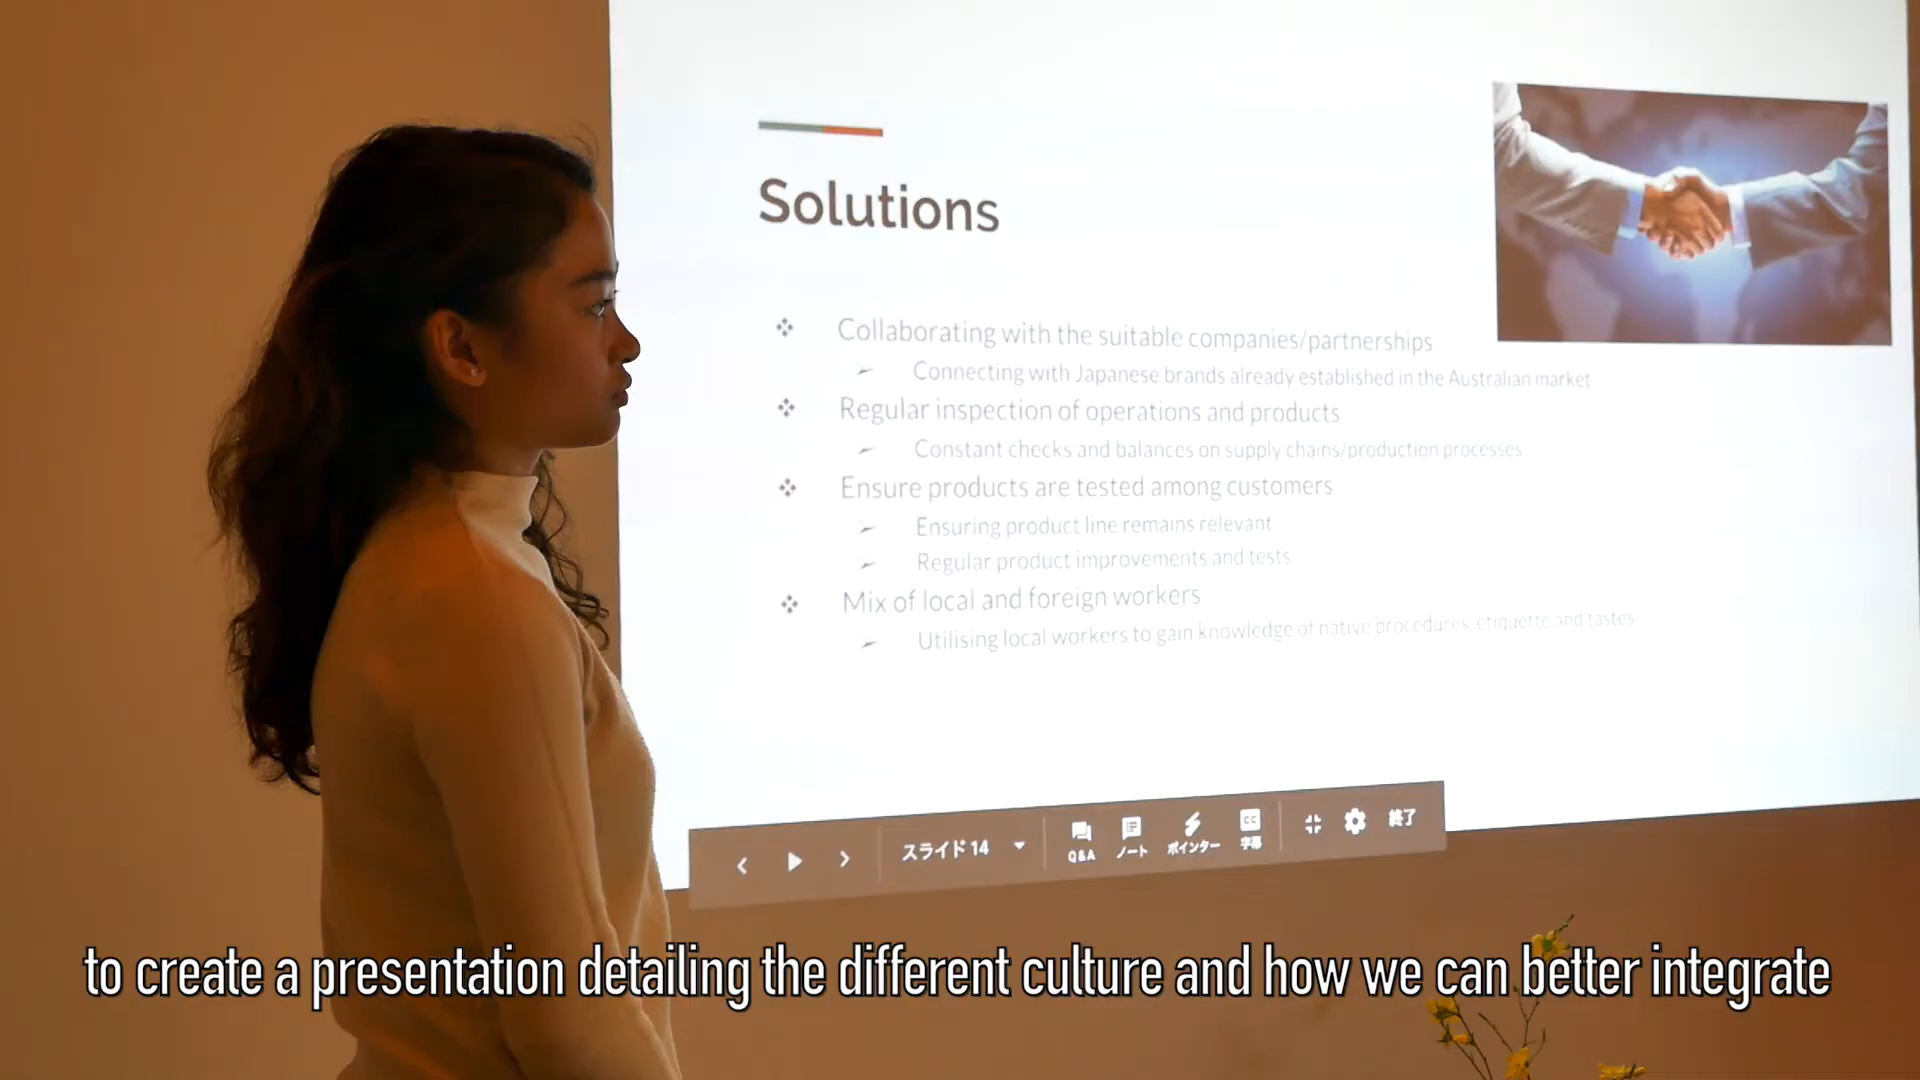 Solutions
Collaborating with the suitable companies/partnerships
Connecting with Japanese brands already established in the Australian market
Regular inspection of operations and products
Constant checks and balances on supply chains/production processes
Ensure products are tested among customers
Ensuring product line remains relevant
Regular product improvements and tests
Mix of local and foreign workers
Utilising local workers to gain knowledge of native procedures, etiquette and tastes
スライド 14
Q&A
ノート
ポインター
CC
字幕
終了
to create a presentation detailing the different culture and how we can better integrate